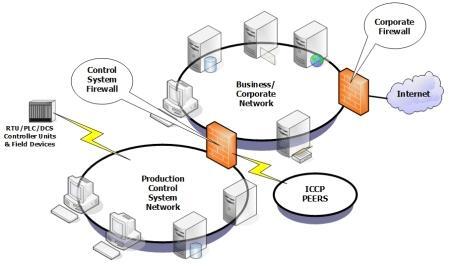 Corporate
Firewall
Control
System
Firewall
Business/
Corporate
Network
Internet
RTU/PLC/DCS
Controller Units
& Field Devices
Production
Control
System
Network
ICCP
PEERS